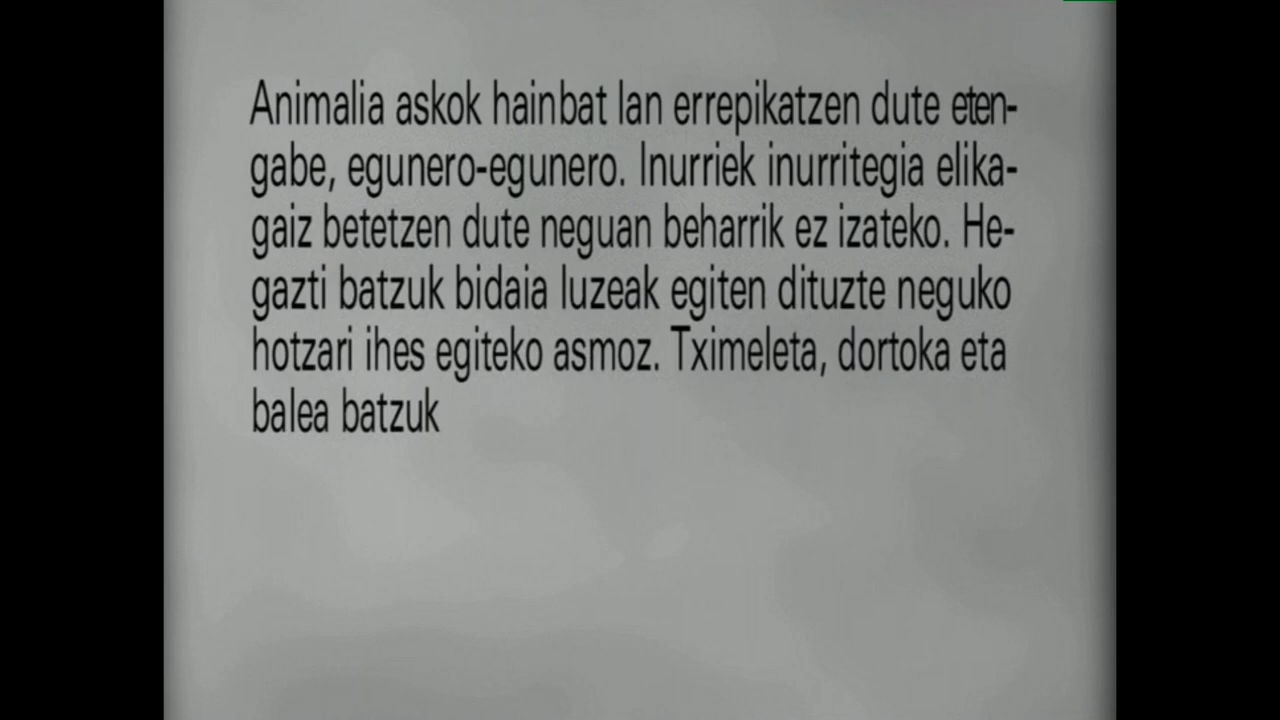 Animalia askok hainbat lan errepikatzen dute eten-
gabe, egunero-egunero. Inurriek inurritegia elika-
gaiz betetzen dute neguan beharrik ez izateko. He-
gazti batzuk bidaia luzeak egiten dituzte neguko
hotzari ihes egiteko asmoz. Tximeleta, dortoka eta
balea batzuk